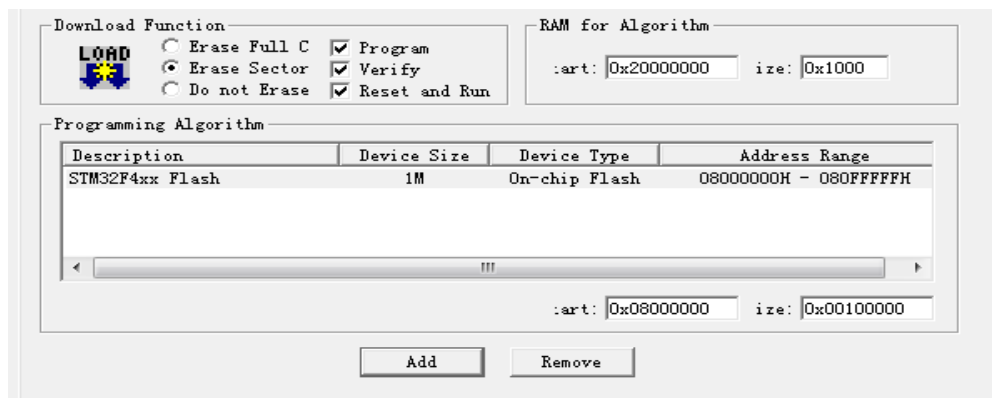 Download Function
LOAD
Erase Full C
Program
Erase Sector
Verify
Do not Erase
Reset and Run
RAM for Algorithm
:art: 0x20000000 ize: 0x1000
Programming Algorithm
Description Device Size Device Type Address Range
STM32F4xx Flash 1M On-chip Flash 08000000H - 080FFFFFH
:art: 0x08000000 ize: 0x00100000
Add Remove